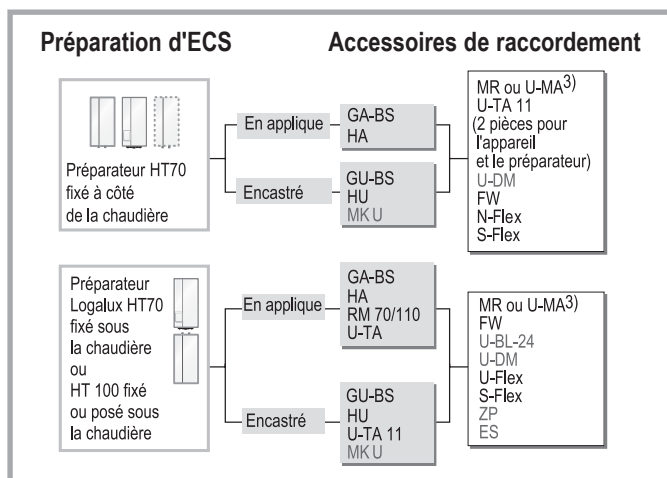 Préparation d'ECS
Accessoires de raccordement
Préparateur HT70
fixé à côté
de la chaudière
En applique
GA-BS
HA
Encastré
GU-BS
HU
MK U
MR ou U-MA3)
U-TA 11
(2 pièces pour
l'appareil
et le préparateur)
U-DM
FW
N-Flex
S-Flex
Préparateur
Logalux HT70
fixé sous
la chaudière
ou
HT 100 fixé
ou posé sous
la chaudière
En applique
GA-BS
HA
RM 70/110
U-TA
Encastré
GU-BS
HU
U-TA 11
MK U
MR ou U-MA3)
FW
U-BL-24
U-DM
U-Flex
S-Flex
ZP
ES